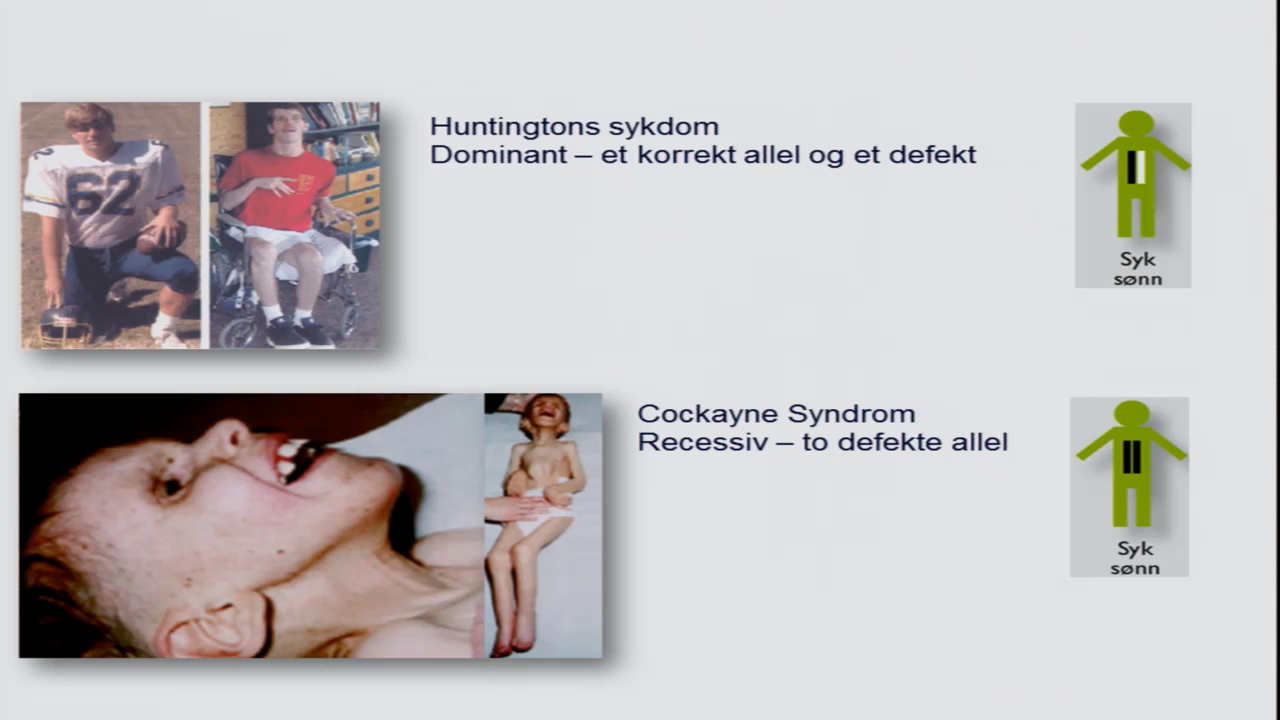 Huntingtons sykdom
Dominant – et korrekt allel og et defekt
62
Syk
sønn
Cockayne Syndrom
Recessiv – to defekte allel
Syk
sønn